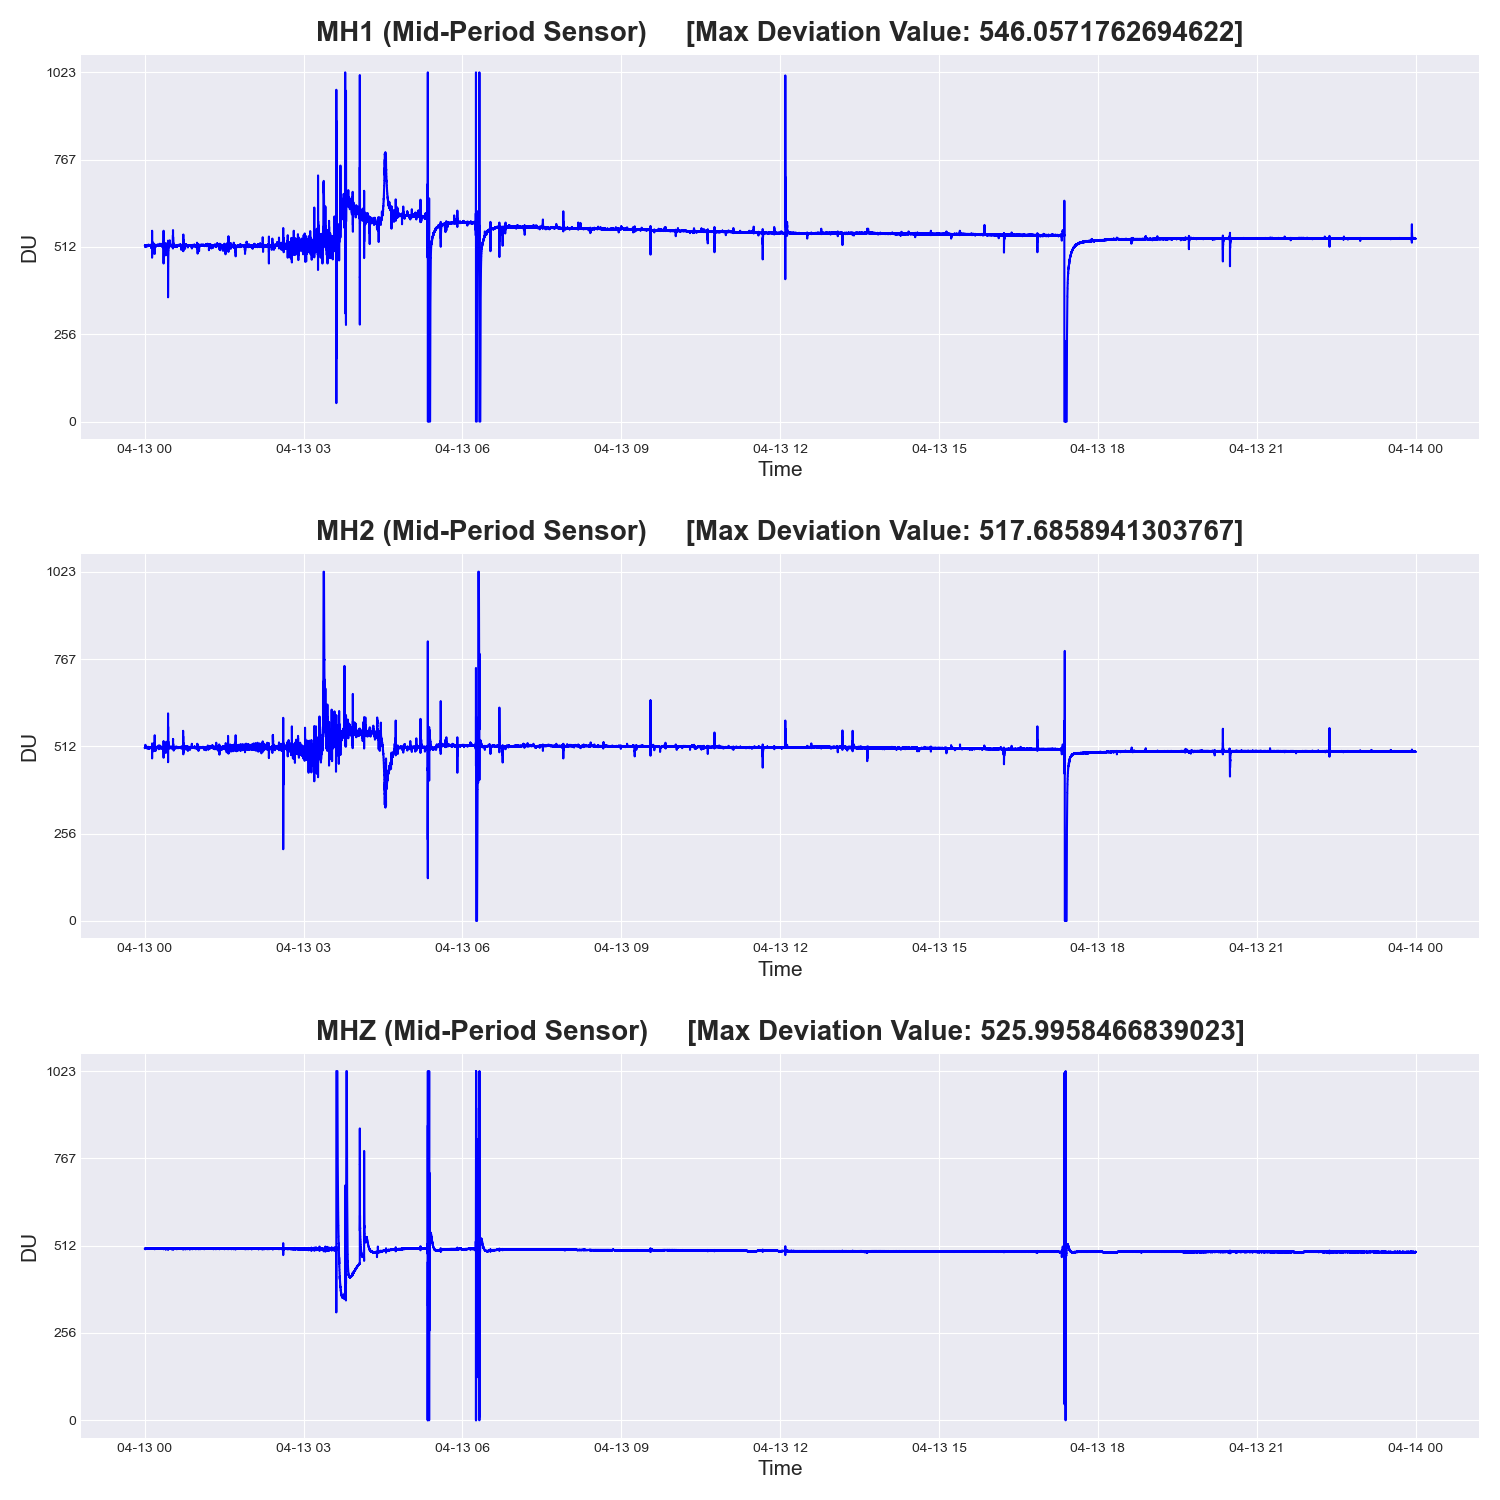 MH1 (Mid-Period Sensor) [Max Deviation Value: 546.0571762694622]
1023
767
512
256
0
DU
04-13 00 04-13 03 04-13 06 04-13 09 04-13 12 04-13 15 04-13 18 04-13 21 04-14 00
Time
MH2 (Mid-Period Sensor) [Max Deviation Value: 517.6858941303767]
1023
767
512
256
0
DU
04-13 00 04-13 03 04-13 06 04-13 09 04-13 12 04-13 15 04-13 18 04-13 21 04-14 00
Time
MHZ (Mid-Period Sensor) [Max Deviation Value: 525.9958466839023]
1023
767
512
256
0
DU
04-13 00 04-13 03 04-13 06 04-13 09 04-13 12 04-13 15 04-13 18 04-13 21 04-14 00
Time